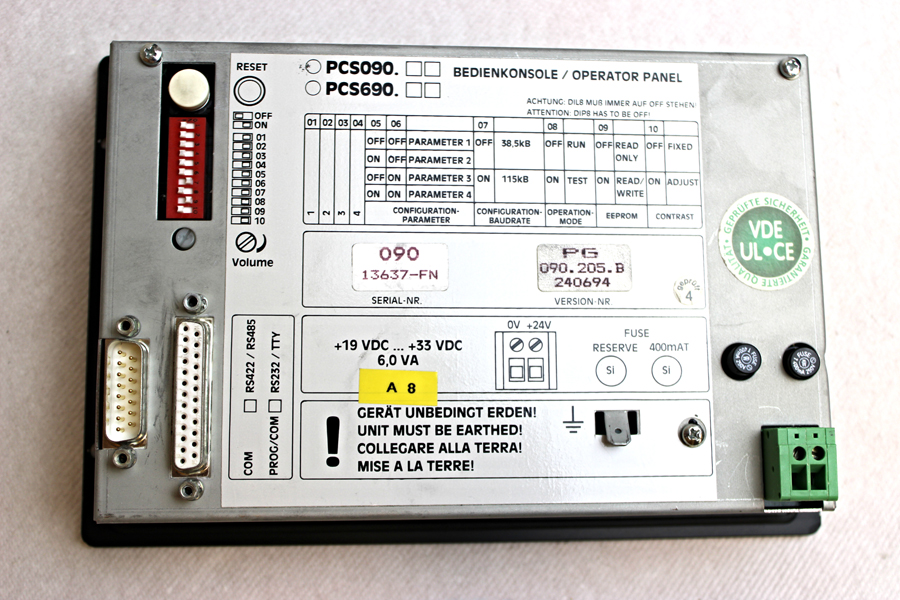 RESET
PCS090.
PCS690.
BEDIENKONSOLE / OPERATOR PANEL
ACHTUNG: DIL8 MUß IMMER AUF OFF STEHEN!
ATTENTION: DIP8 HAS TO BE OFF!
OFF
ON
01
02
03
04
05
06
07
08
09
10
Volume
01 02 03 04 05 06 07 08 09 10
OFF OFF PARAMETER 1 OFF 38,5kB OFF RUN OFF READ ONLY OFF FIXED
ON OFF PARAMETER 2
OFF ON PARAMETER 3 ON 115kB ON TEST ON READ/WRITE ON ADJUST
ON ON PARAMETER 4
1 2 3 4 CONFIGURATION-PARAMETER CONFIGURATION-BAUDRATE OPERATION-MODE EEPROM CONTRAST
090
13637-FN
SERIAL-NR.
PG
090.205.B
240694
VERSION-NR.
geprüft
4
GEPRÜFTE SICHERHEIT
VDE
UL•CE
GARANTIERTE QUALITÄT
COM RS422 / RS485
PROG/COM RS232 / TTY
+19 VDC ... +33 VDC
6,0 VA
0V +24V
FUSE
RESERVE 400mAT
Si Si
A 8
!
GERÄT UNBEDINGT ERDEN!
UNIT MUST BE EARTHED!
COLLEGARE ALLA TERRA!
MISE A LA TERRE!